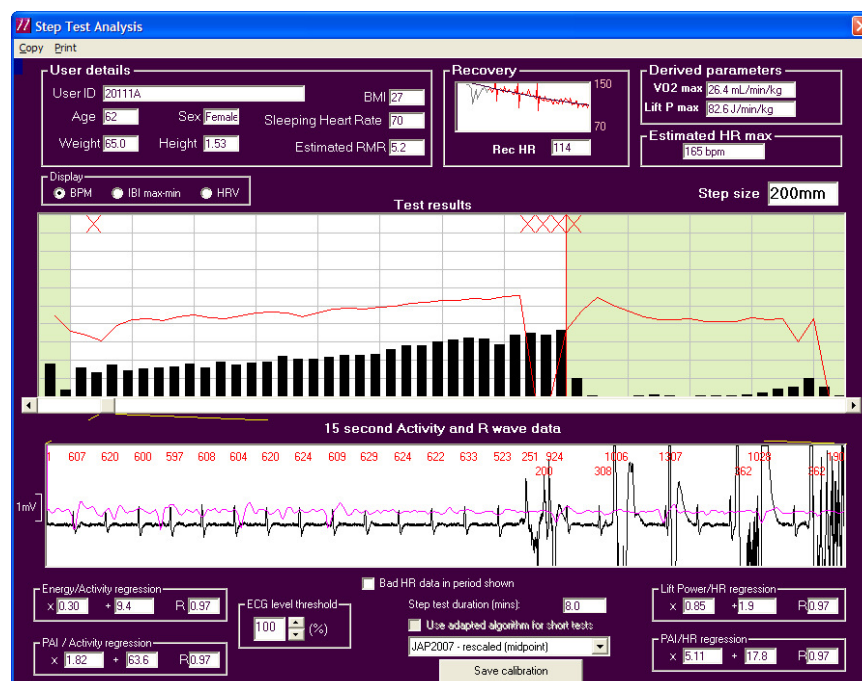 Step Test Analysis
Copy Print
User details
User ID 20111A
BMI 27
Age 62 Sex Female Sleeping Heart Rate 70
Weight 65.0 Height 1.53 Estimated RMR 5.2
Recovery
150
70
Rec HR 114
Derived parameters
VO2 max 26.4 mL/min/kg
Lift P max 82.6 J/min/kg
Estimated HR max
165 bpm
Display
BPM IBI max-min HRV
Step size 200mm
Test results
15 second Activity and R wave data
1 607 620 600 597 608 604 624 609 629 624 622 633 523 251 924 1006 1307 1028 190
200 308 362 362
1mV
Energy/Activity regression
x 0.30 + 9.4 R 0.97
PAI / Activity regression
x 1.82 + 63.6 R 0.97
ECG level threshold
100 (%)
Bad HR data in period shown
Step test duration (mins): 8.0
Use adapted algorithm for short tests
JAP2007 - rescaled (midpoint)
Save calibration
Lift Power/HR regression
x 0.85 + 1.9 R 0.97
PAI/HR regression
x 5.11 + 17.8 R 0.97